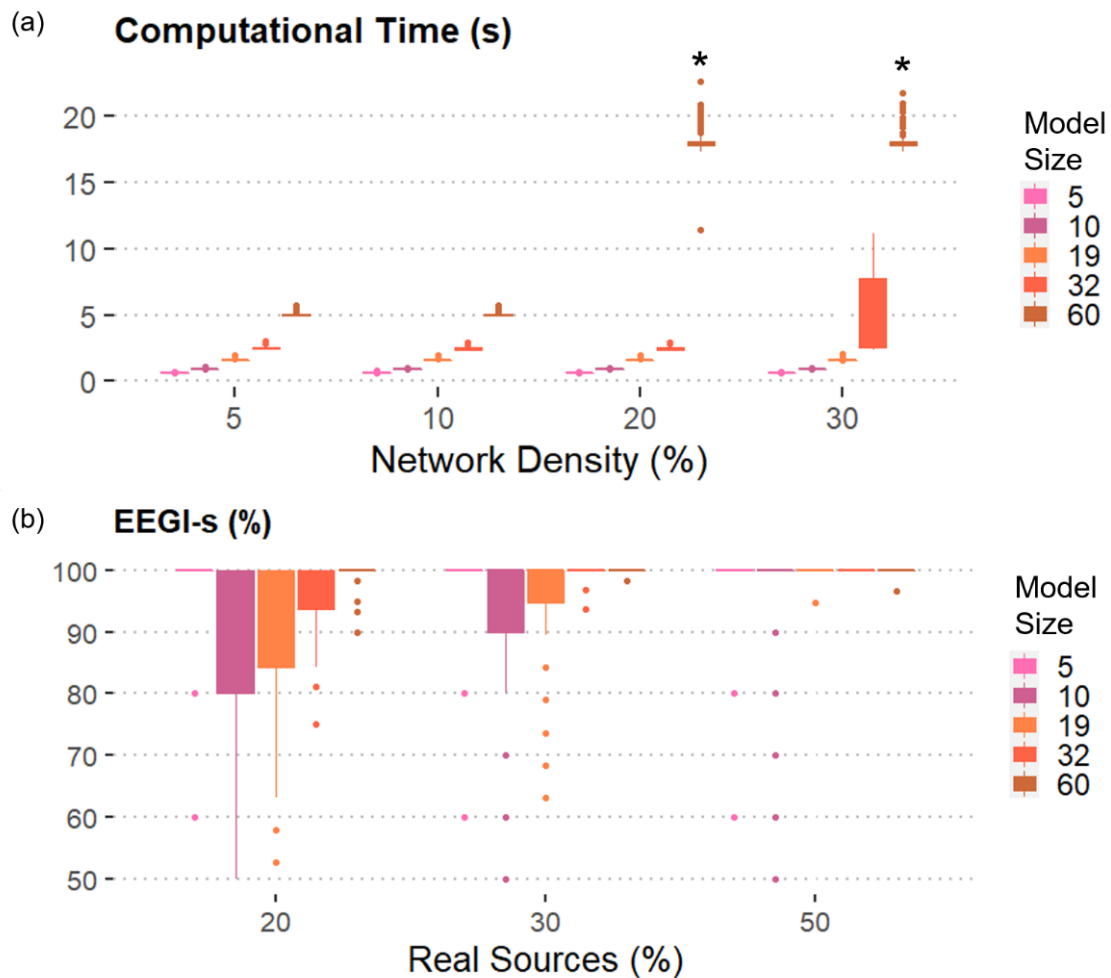 (a) Computational Time (s)
* *
20
15
10
5
0
5 10 20 30
Network Density (%)
Model
Size
5
10
19
32
60
(b) EEGI-s (%)
100
90
80
70
60
50
20 30 50
Real Sources (%)
Model
Size
5
10
19
32
60